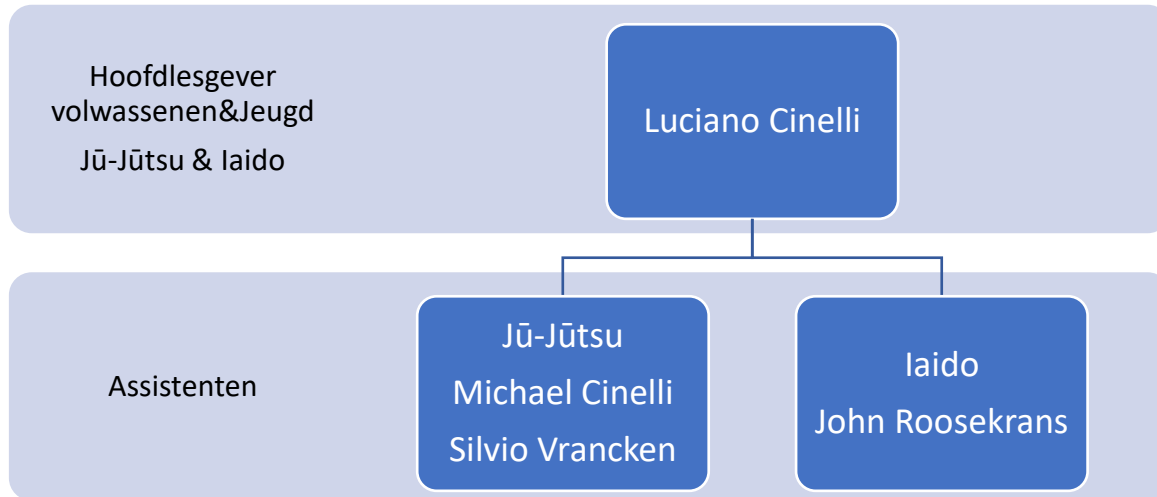 Hoofdlesgever
volwassenen&Jeugd
Jū-Jūtsu & Iaido
Luciano Cinelli
Assistenten
Jū-Jūtsu
Michael Cinelli
Silvio Vrancken
Iaido
John Roosekrans